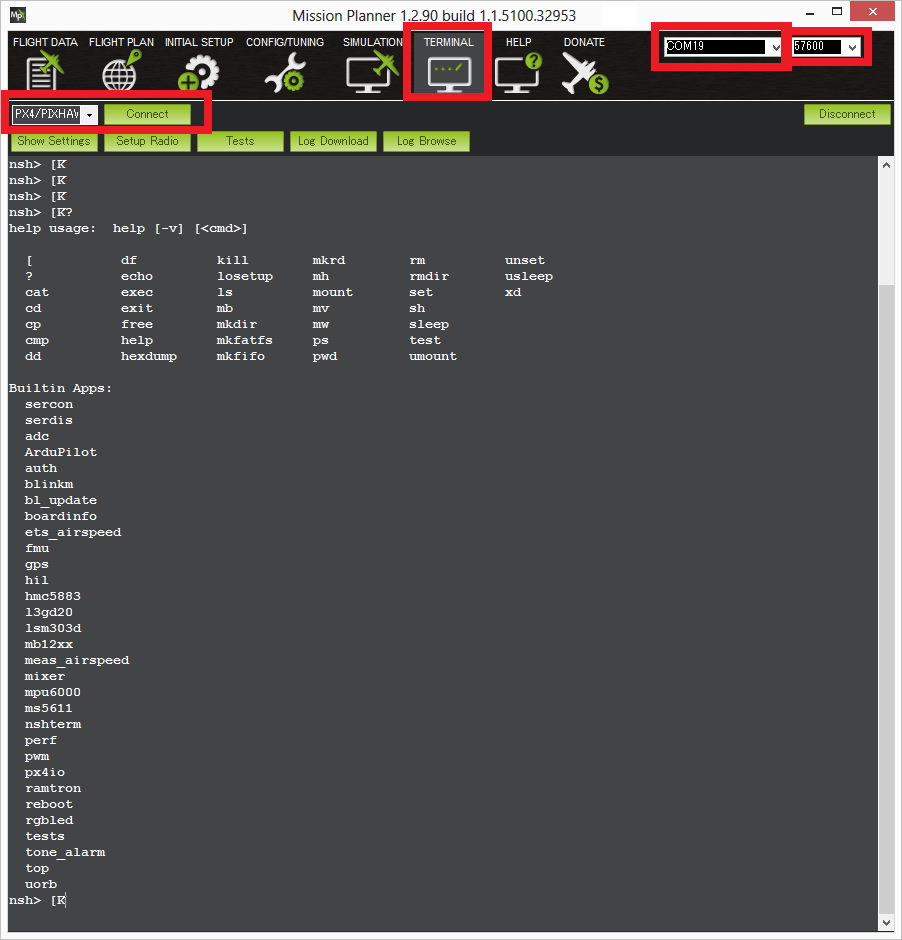 Mission Planner 1.2.90 build 1.1.5100.32953
FLIGHT DATA FLIGHT PLAN INITIAL SETUP CONFIG/TUNING SIMULATION TERMINAL HELP DONATE
COM19 57600
PX4/PIXHAW Connect Disconnect
Show Settings Setup Radio Tests Log Download Log Browse
nsh> [K
nsh> [K
nsh> [K
nsh> [K?
help usage:  help [-v] [<cmd>]
[ df kill mkrd rm unset
? echo losetup mh rmdir usleep
cat exec ls mount set xd
cd exit mb mv sh
cp free mkdir mw sleep
cmp help mkfatfs ps test
dd hexdump mkfifo pwd umount
Builtin Apps:
sercon
serdis
adc
ArduPilot
auth
blinkm
bl_update
boardinfo
ets_airspeed
fmu
gps
hil
hmc5883
l3gd20
lsm303d
mb12xx
meas_airspeed
mixer
mpu6000
ms5611
nshterm
perf
pwm
px4io
ramtron
reboot
rgbled
tests
tone_alarm
top
uorb
nsh> [K